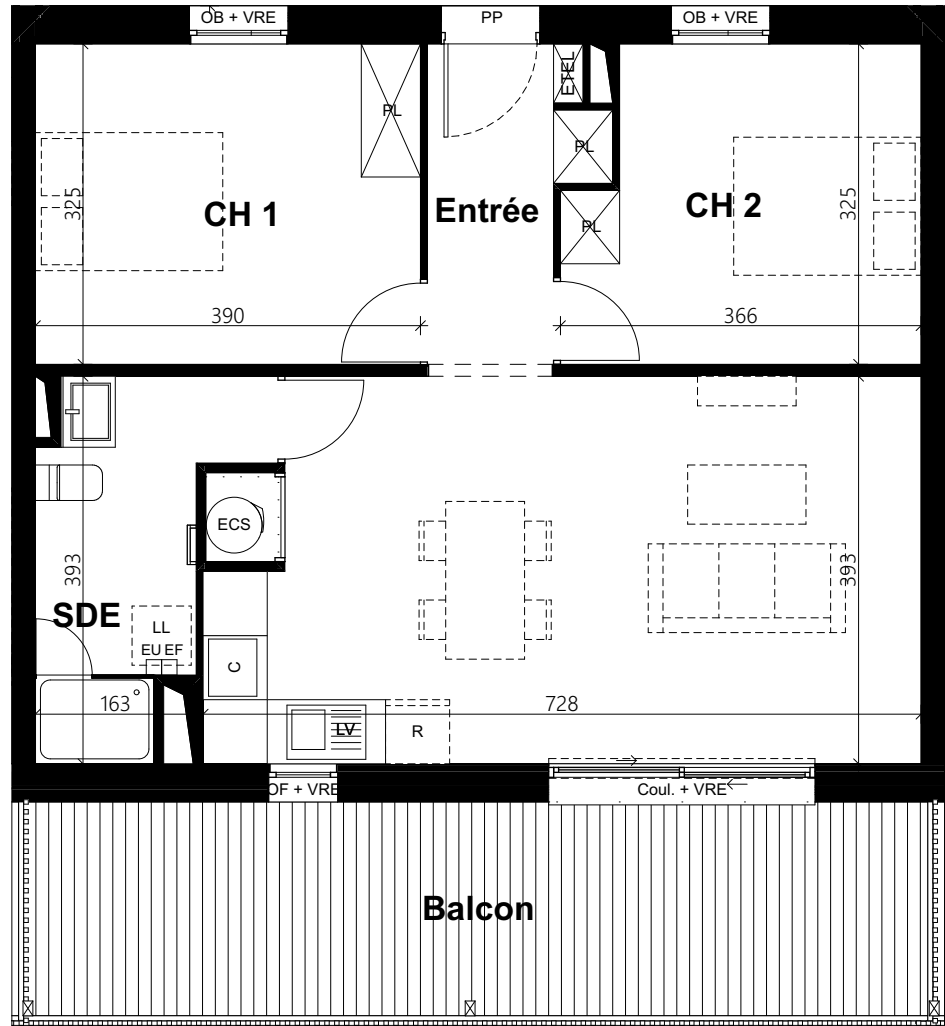 OB + VRE
PP
OB + VRE
ETEL
PL
PL
PL
325
CH 1
Entrée
CH 2
325
390
366
ECS
393
393
SDE
LL
EU EF
C
163
728
LV
R
OF + VRE
Coul. + VRE
Balcon